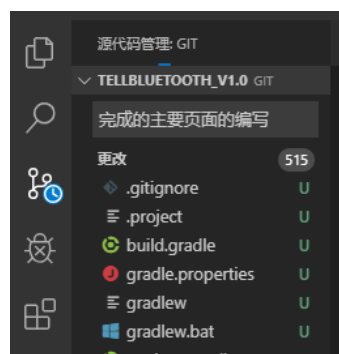 源代码管理: GIT
TELLBLUETOOTH_V1.0 GIT
完成的主要页面的编写
更改 515
.gitignore U
.project U
build.gradle U
gradle.properties U
gradlew U
gradlew.bat U